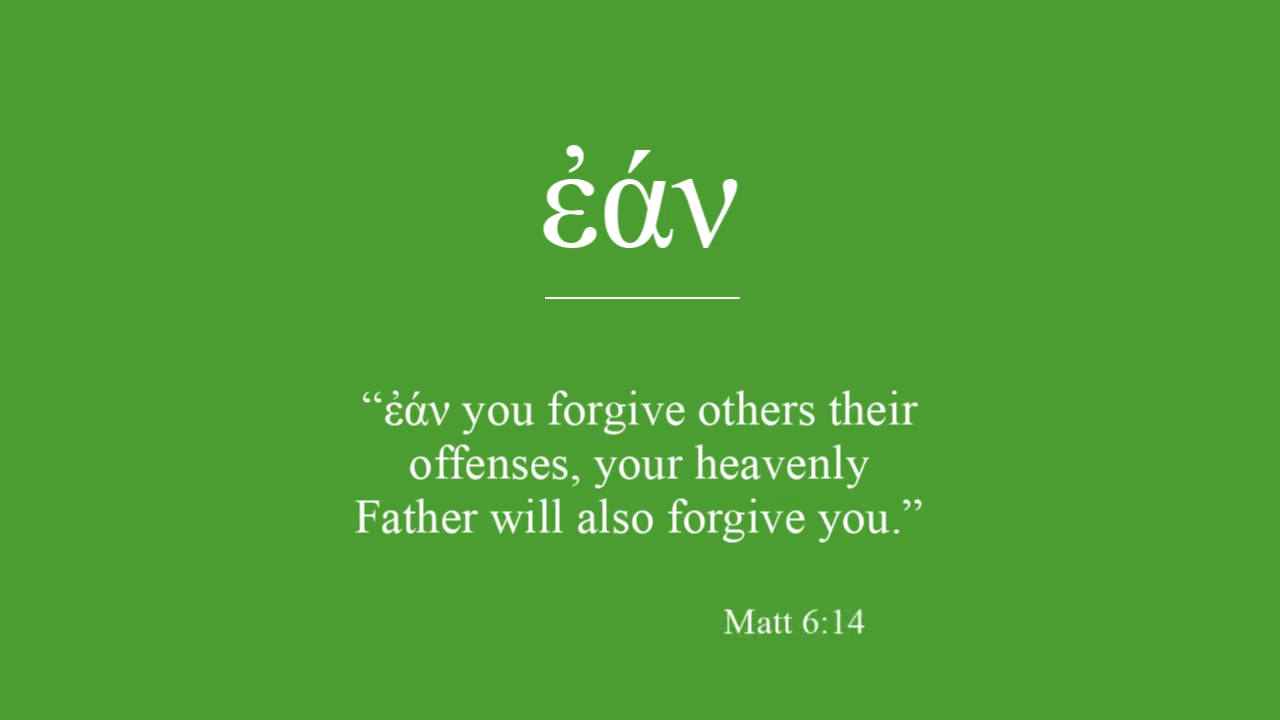 ἐάν
“ἐάν you forgive others their
offenses, your heavenly
Father will also forgive you.”
Matt 6:14